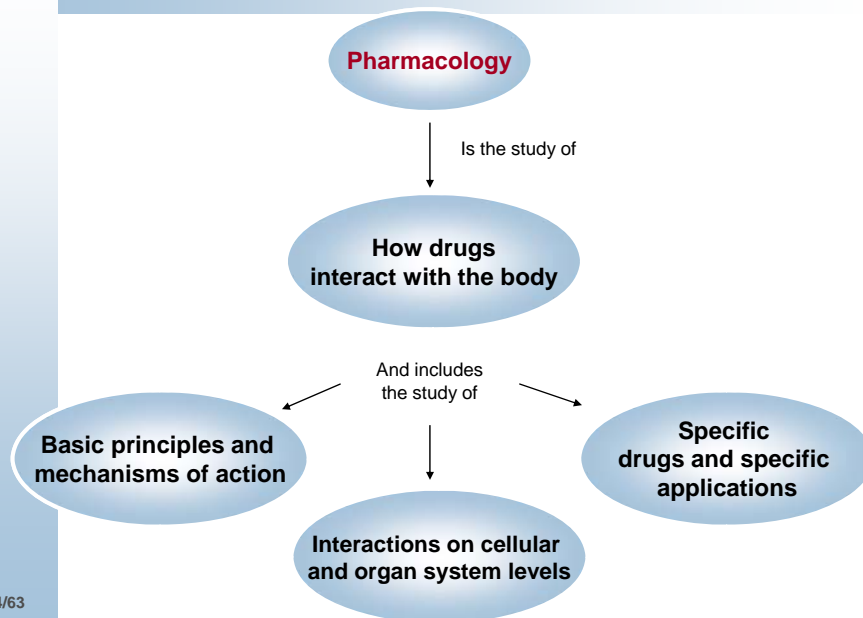 Pharmacology
Is the study of
How drugs
interact with the body
And includes
the study of
Basic principles and
mechanisms of action
Specific
drugs and specific
applications
Interactions on cellular
and organ system levels
/63